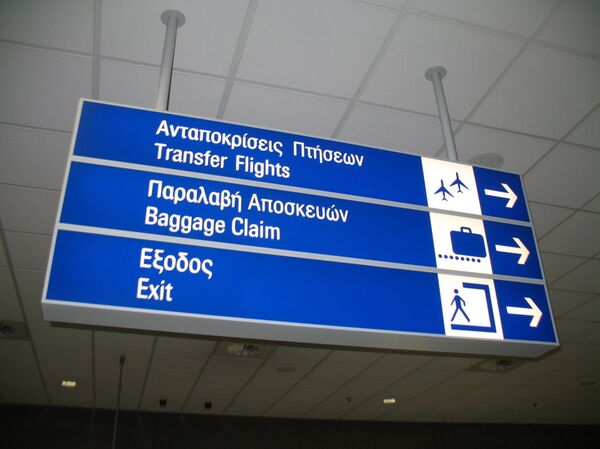 Ανταποκρίσεις Πτήσεων
Transfer Flights
Παραλαβή Αποσκευών
Baggage Claim
Εξοδος
Exit